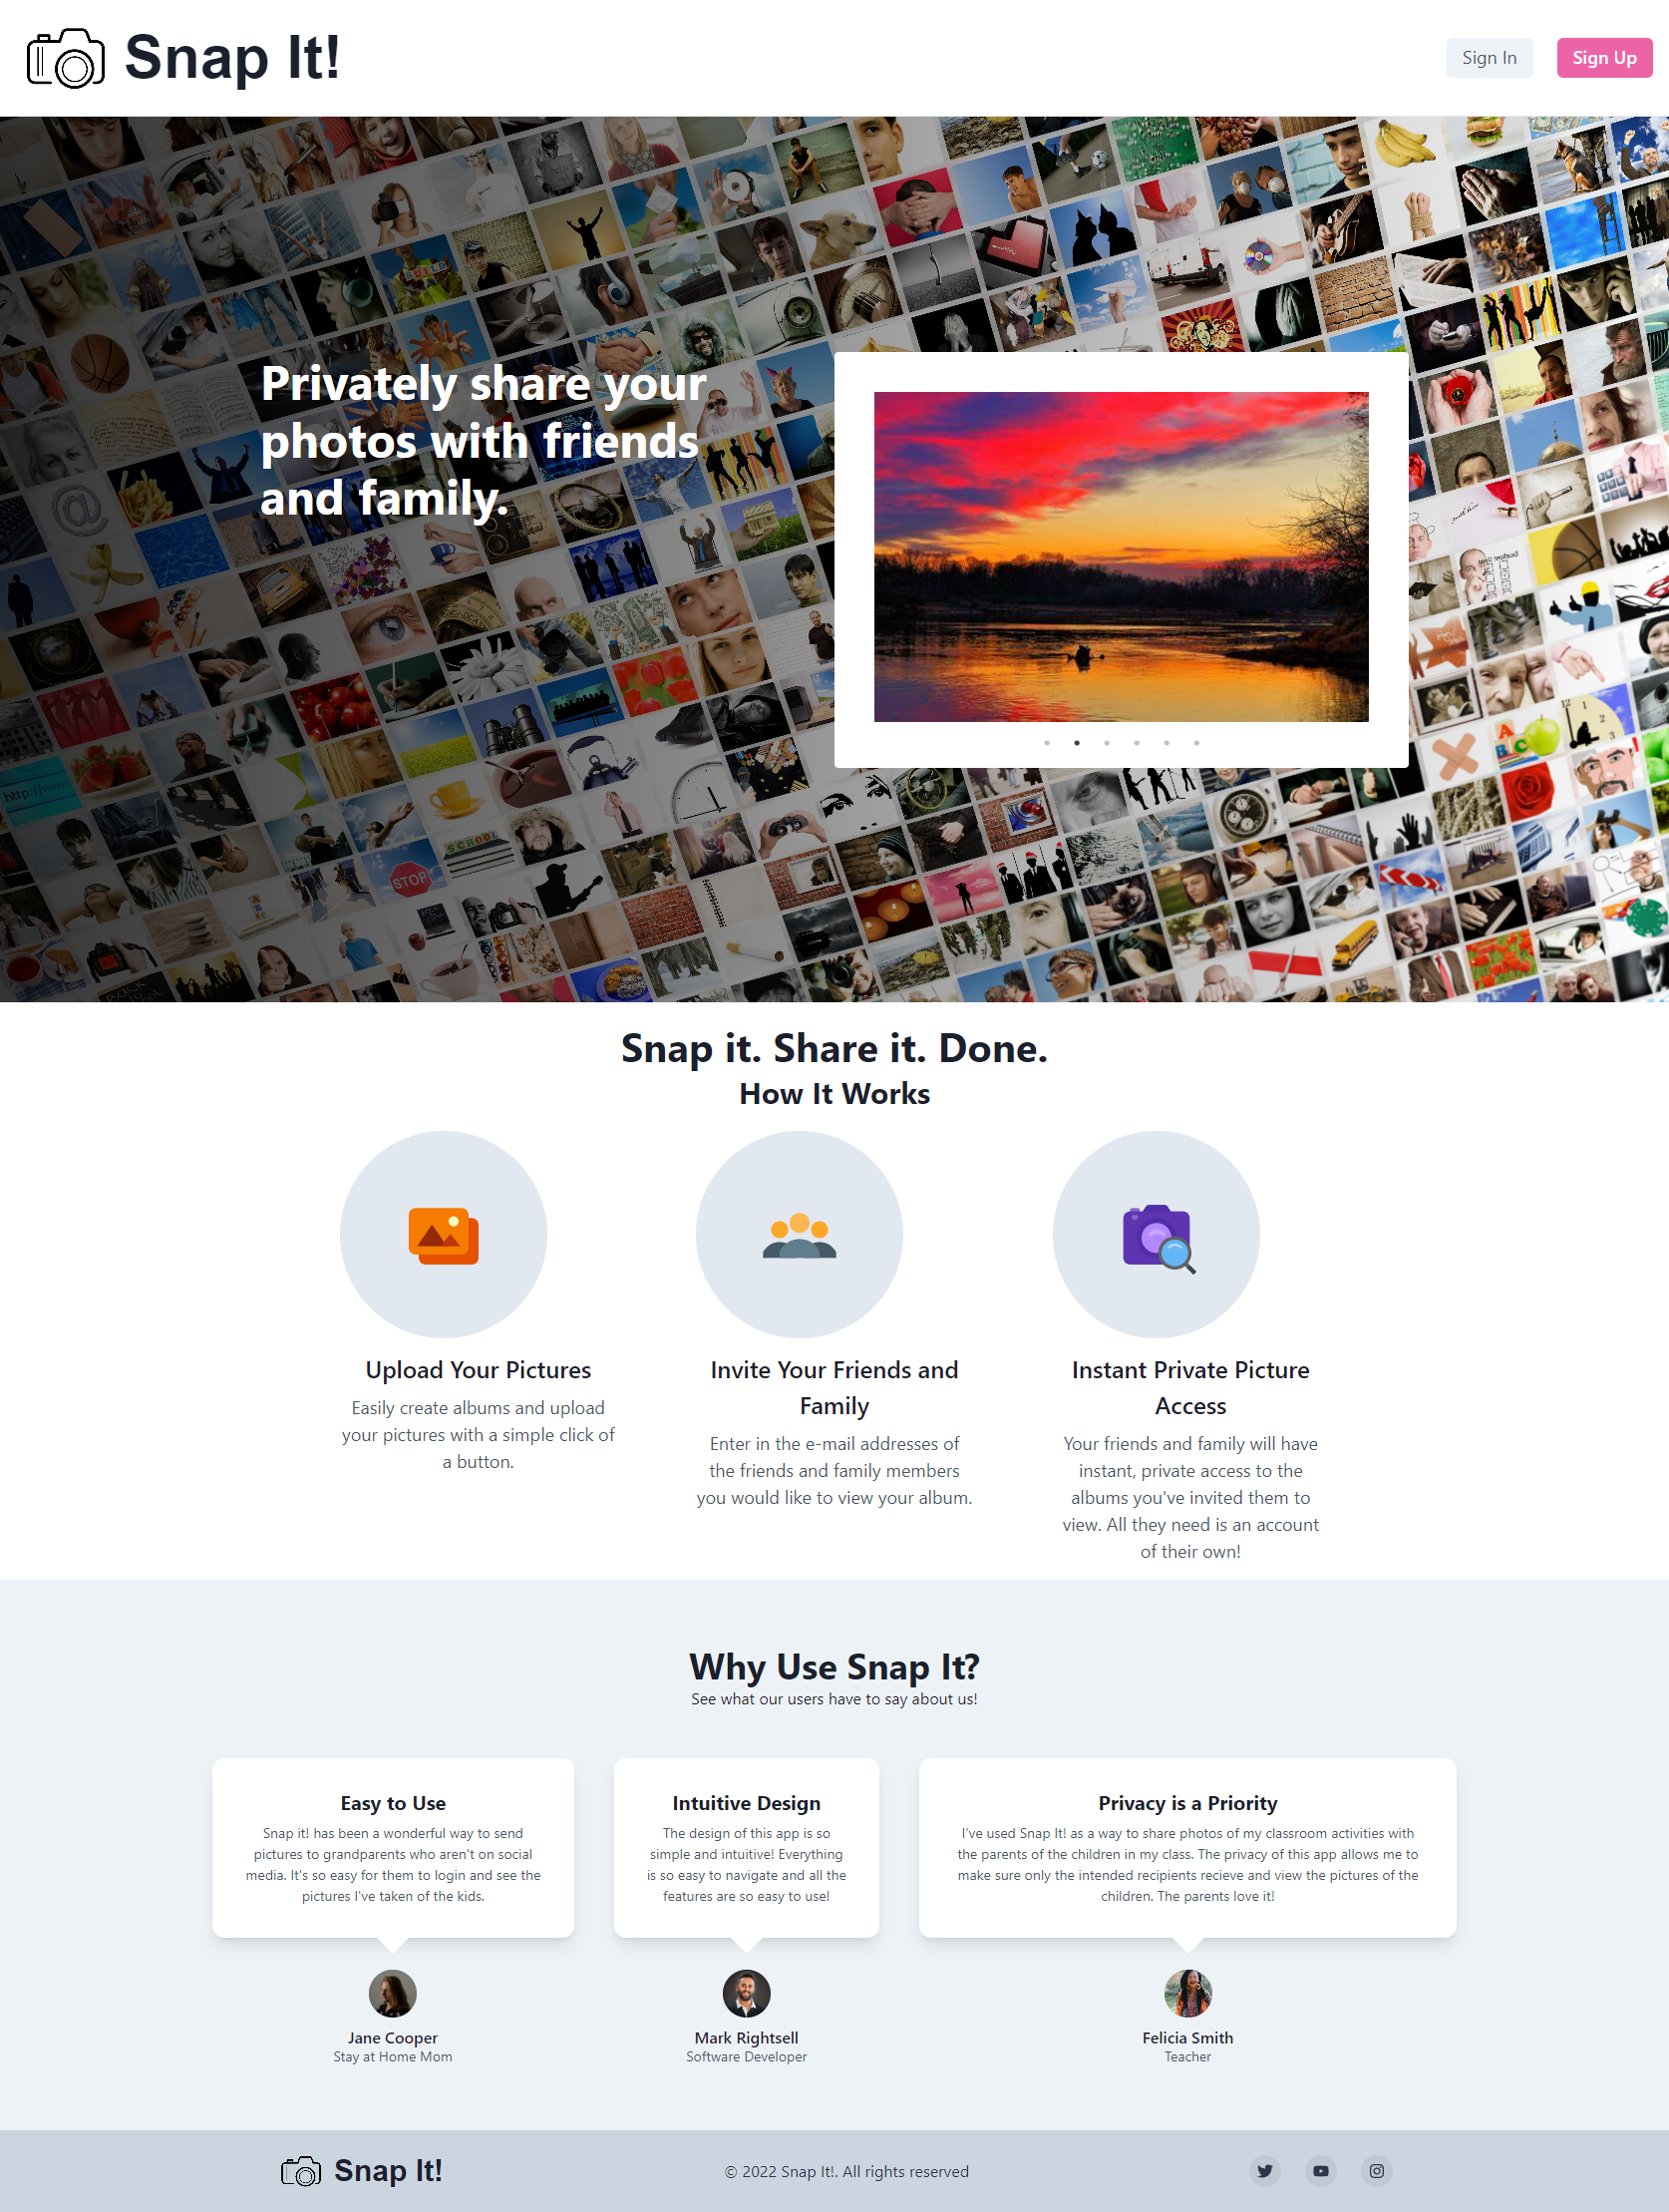 Snap It!
Sign In
Sign Up
Privately share your
photos with friends
and family.
@
http://www
SCHOOL
STOP
A
B
C
12
1
2
3
Snap it. Share it. Done.
How It Works
Upload Your Pictures
Easily create albums and upload
your pictures with a simple click of
a button.
Invite Your Friends and
Family
Enter in the e-mail addresses of
the friends and family members
you would like to view your album.
Instant Private Picture
Access
Your friends and family will have
instant, private access to the
albums you've invited them to
view. All they need is an account
of their own!
Why Use Snap It?
See what our users have to say about us!
Easy to Use
Snap it! has been a wonderful way to send
pictures to grandparents who aren't on social
media. It's so easy for them to login and see the
pictures I've taken of the kids.
Jane Cooper
Stay at Home Mom
Intuitive Design
The design of this app is so
simple and intuitive! Everything
is so easy to navigate and all the
features are so easy to use!
Mark Rightsell
Software Developer
Privacy is a Priority
I've used Snap It! as a way to share photos of my classroom activities with
the parents of the children in my class. The privacy of this app allows me to
make sure only the intended recipients recieve and view the pictures of the
children. The parents love it!
Felicia Smith
Teacher
Snap It!
© 2022 Snap It!. All rights reserved